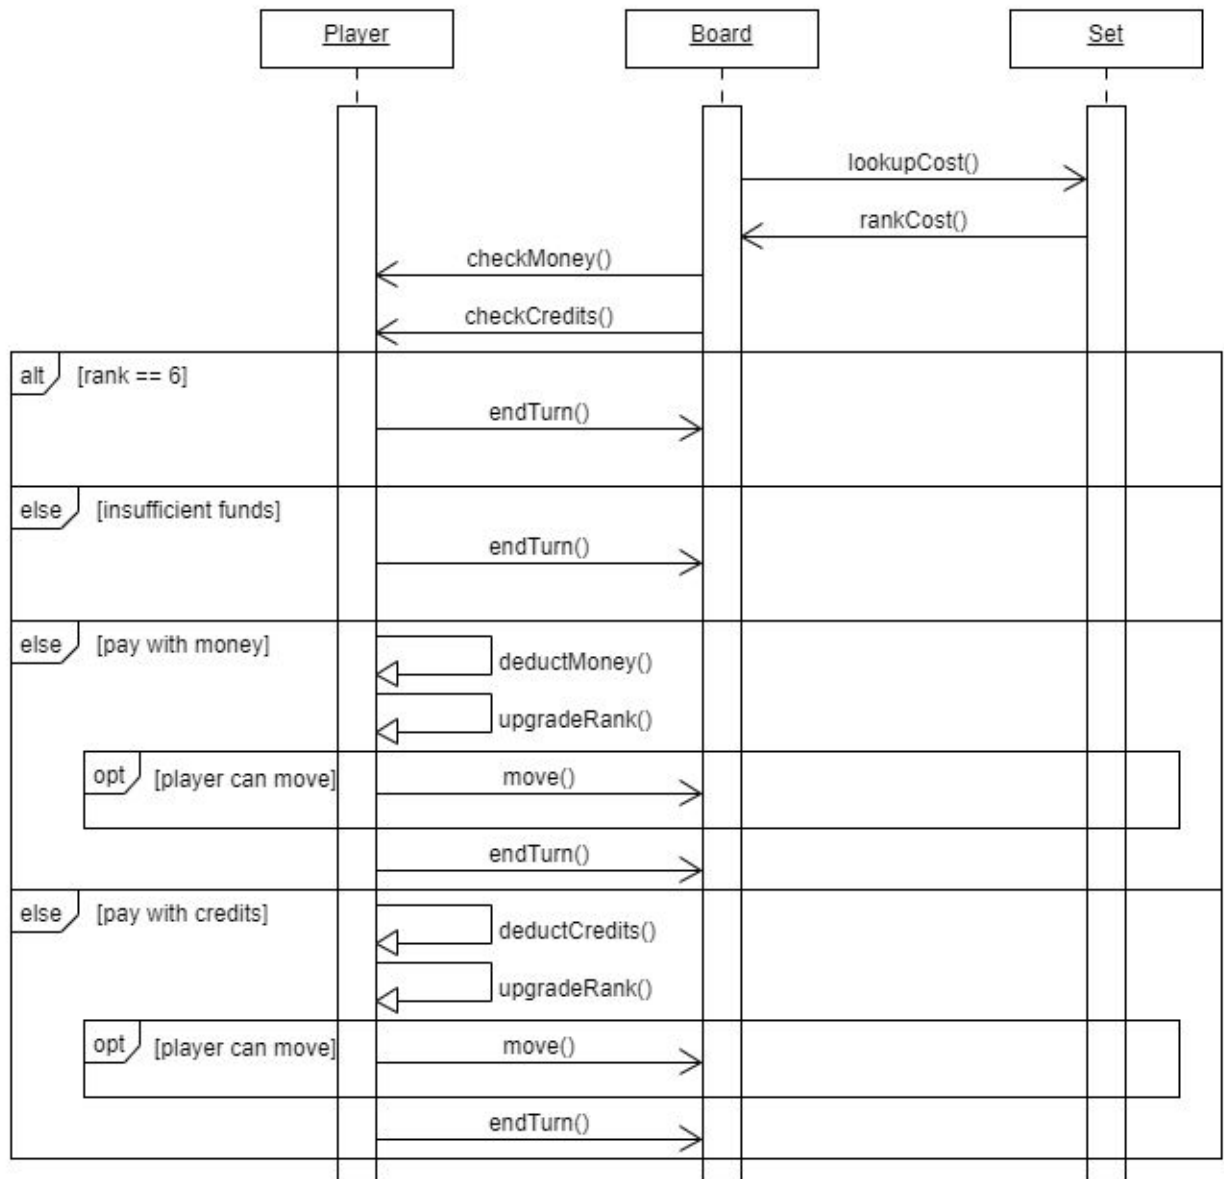 Player Board Set
lookupCost()
rankCost()
checkMoney()
checkCredits()
alt [rank == 6]
endTurn()
else [insufficient funds]
endTurn()
else [pay with money]
deductMoney()
upgradeRank()
opt [player can move] move()
endTurn()
else [pay with credits]
deductCredits()
upgradeRank()
opt [player can move] move()
endTurn()